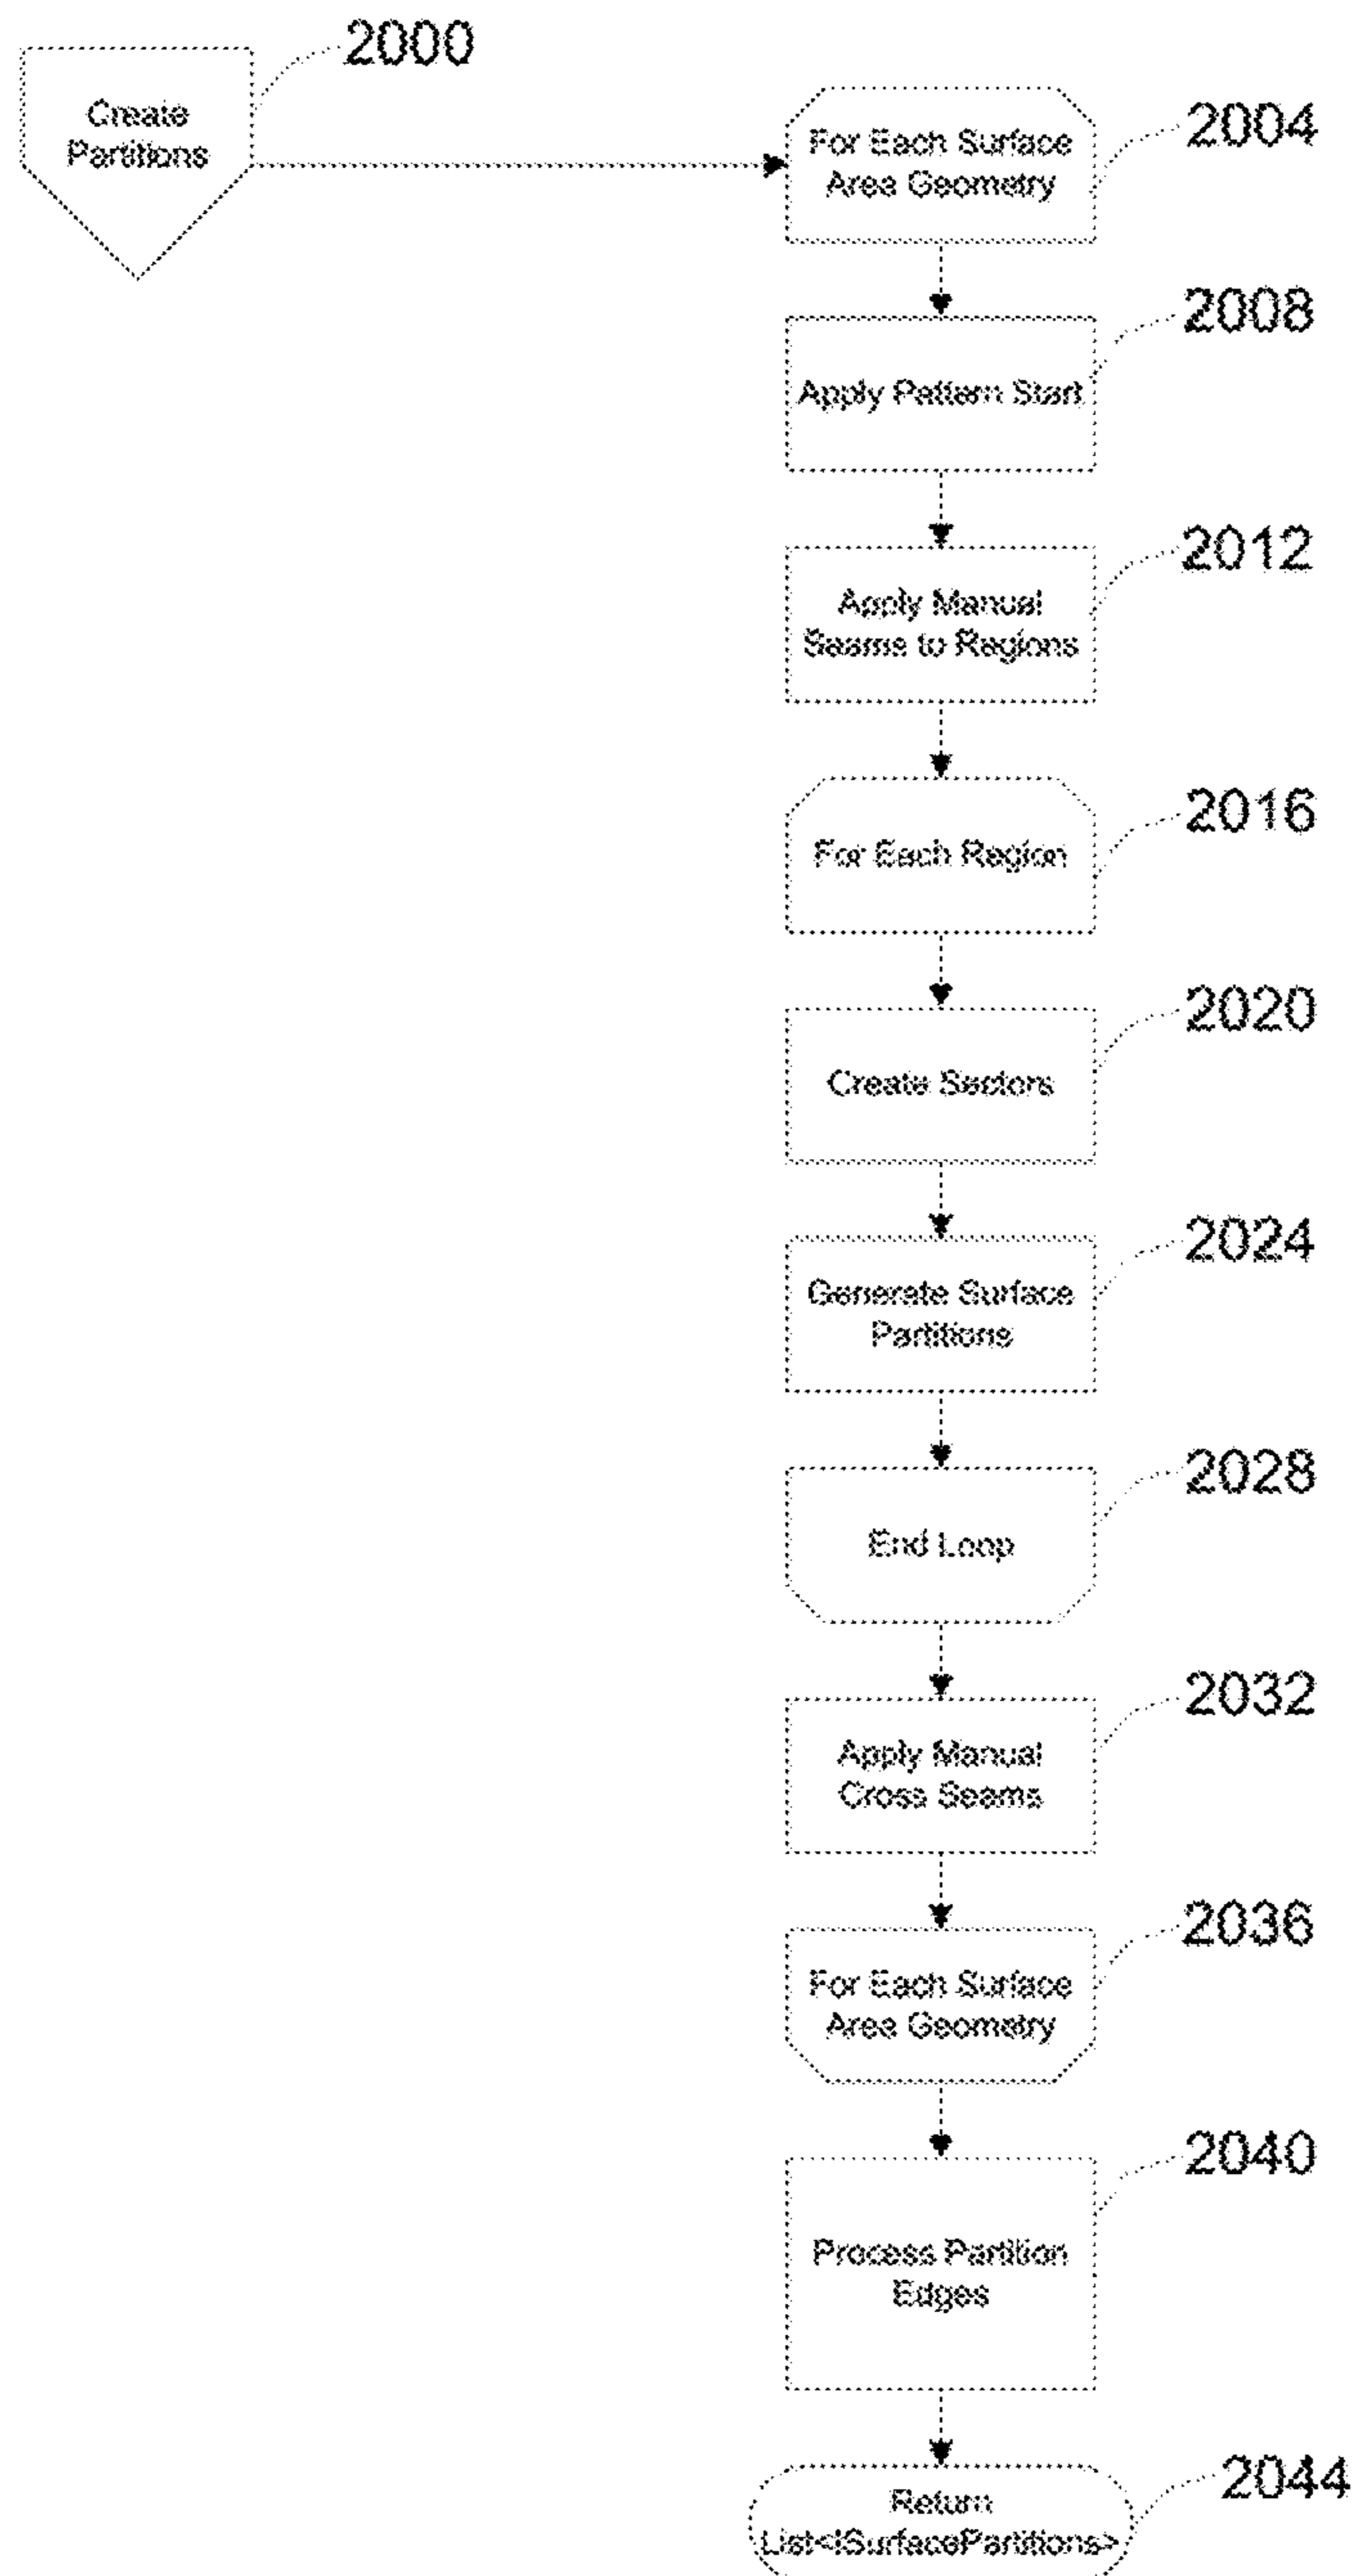 2000
Create
Partitions
For Each Surface
Area Geometry
2004
Apply Pattern Start
2008
Apply Manual
Seams to Regions
2012
For Each Region
2016
Create Sectors
2020
Generate Surface
Partitions
2024
End Loop
2028
Apply Manual
Cross Seams
2032
For Each Surface
Area Geometry
2036
Process Partition
Edges
2040
Return
List<ISurfacePartitions>
2044